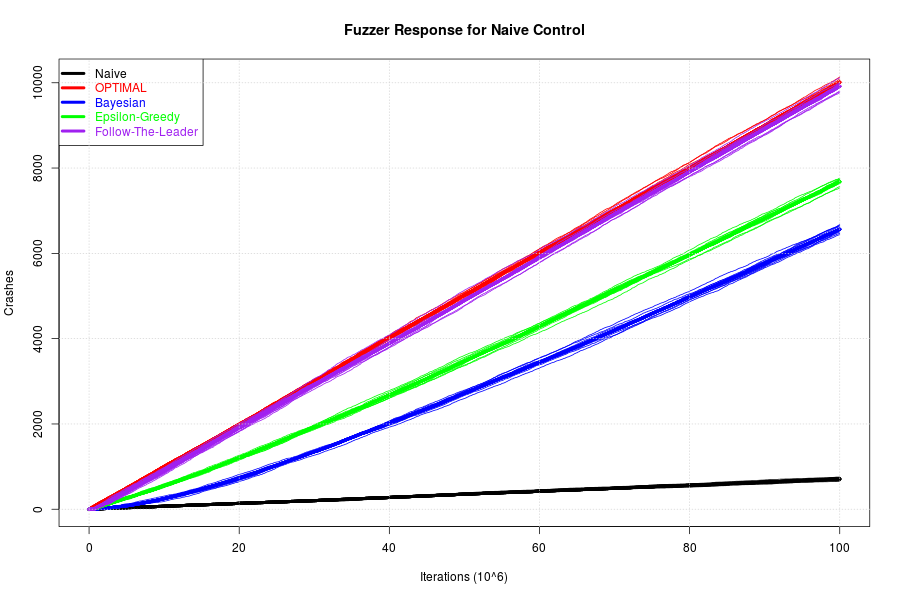 Fuzzer Response for Naive Control
Naive
OPTIMAL
Bayesian
Epsilon-Greedy
Follow-The-Leader
Crashes
10000
8000
6000
4000
2000
0
0 20 40 60 80 100
Iterations (10^6)